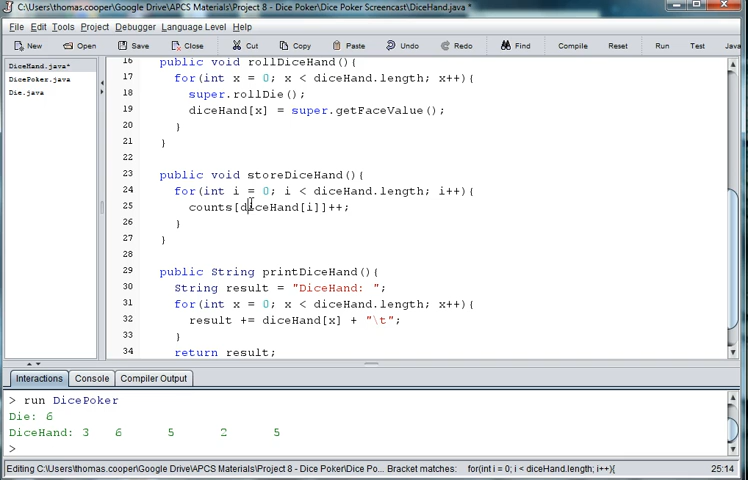 C:\Users\thomas.cooper\Google Drive\APCS Materials\Project 8 - Dice Poker\Dice Poker Screencast\DiceHand.java *
File Edit Tools Project Debugger Language Level Help
New Open Save Close Cut Copy Paste Undo Redo Find Compile Reset Run Test Java
DiceHand.java*
DicePoker.java
Die.java
16 public void rollDiceHand(){
17 for(int x = 0; x < diceHand.length; x++){
18 super.rollDie();
19 diceHand[x] = super.getFaceValue();
20 }
21 }
22
23 public void storeDiceHand(){
24 for(int i = 0; i < diceHand.length; i++){
25 counts[diceHand[i]]++;
26 }
27 }
28
29 public String printDiceHand(){
30 String result = "DiceHand: ";
31 for(int x = 0; x < diceHand.length; x++){
32 result += diceHand[x] + "\t";
33 }
34 return result;
Interactions Console Compiler Output
> run DicePoker
Die: 6
DiceHand: 3 6 5 2 5
>
Editing C:\Users\thomas.cooper\Google Drive\APCS Materials\Project 8 - Dice Poker\Dice Po... Bracket matches: for(int i = 0; i < diceHand.length; i++){ 25:14